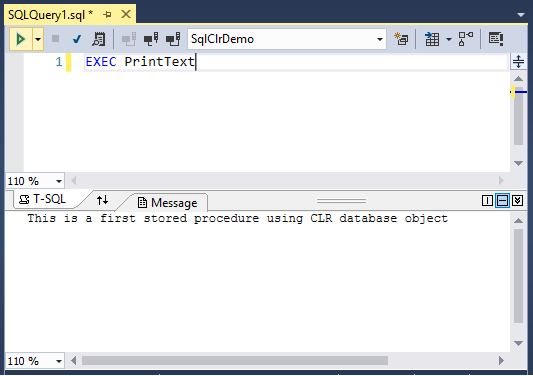 SQLQuery1.sql *
SqlClrDemo
1 EXEC PrintText
110 %
T-SQL Message
This is a first stored procedure using CLR database object
110 %